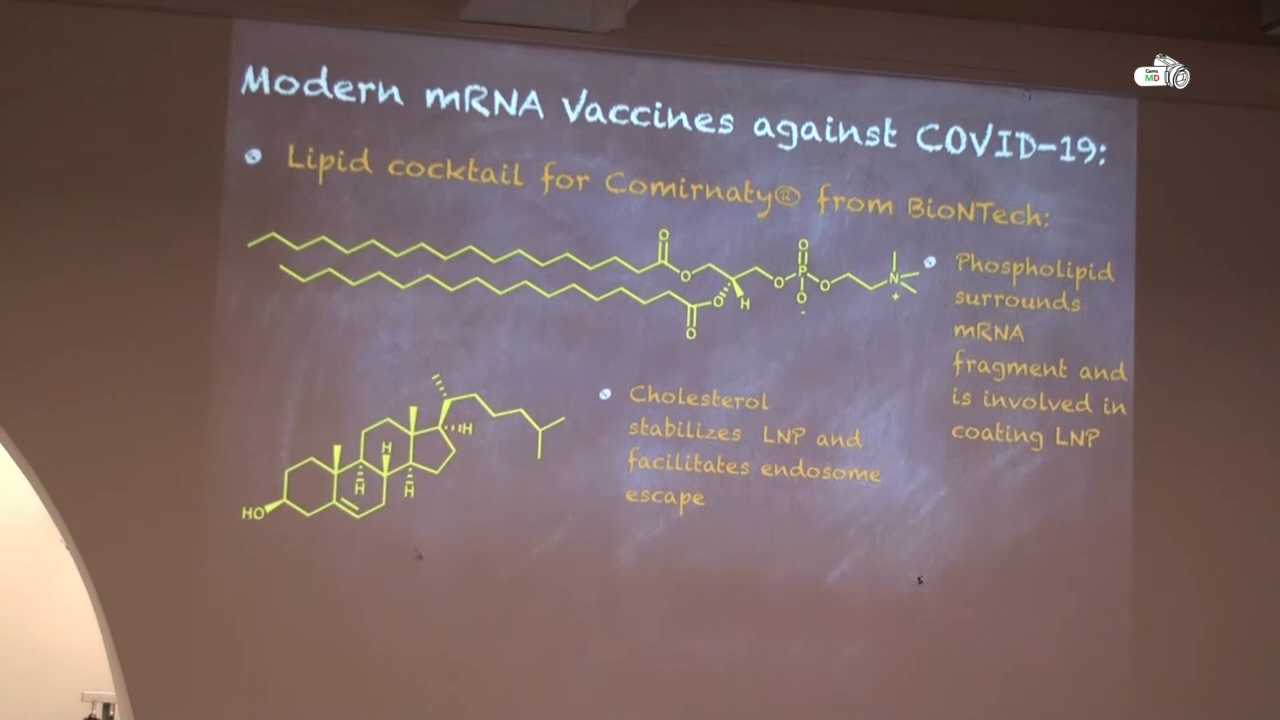 Cams
MD
Modern mRNA Vaccines against COVID-19:
Lipid cocktail for Comirnaty® from BioNTech:
O
O
O
O
H
O
O
P
O
O
-
N
+
Phospholipid
surrounds
mRNA
fragment and
is involved in
coating LNP
Cholesterol
stabilizes LNP and
facilitates endosome
escape
H
H
H
H
HO